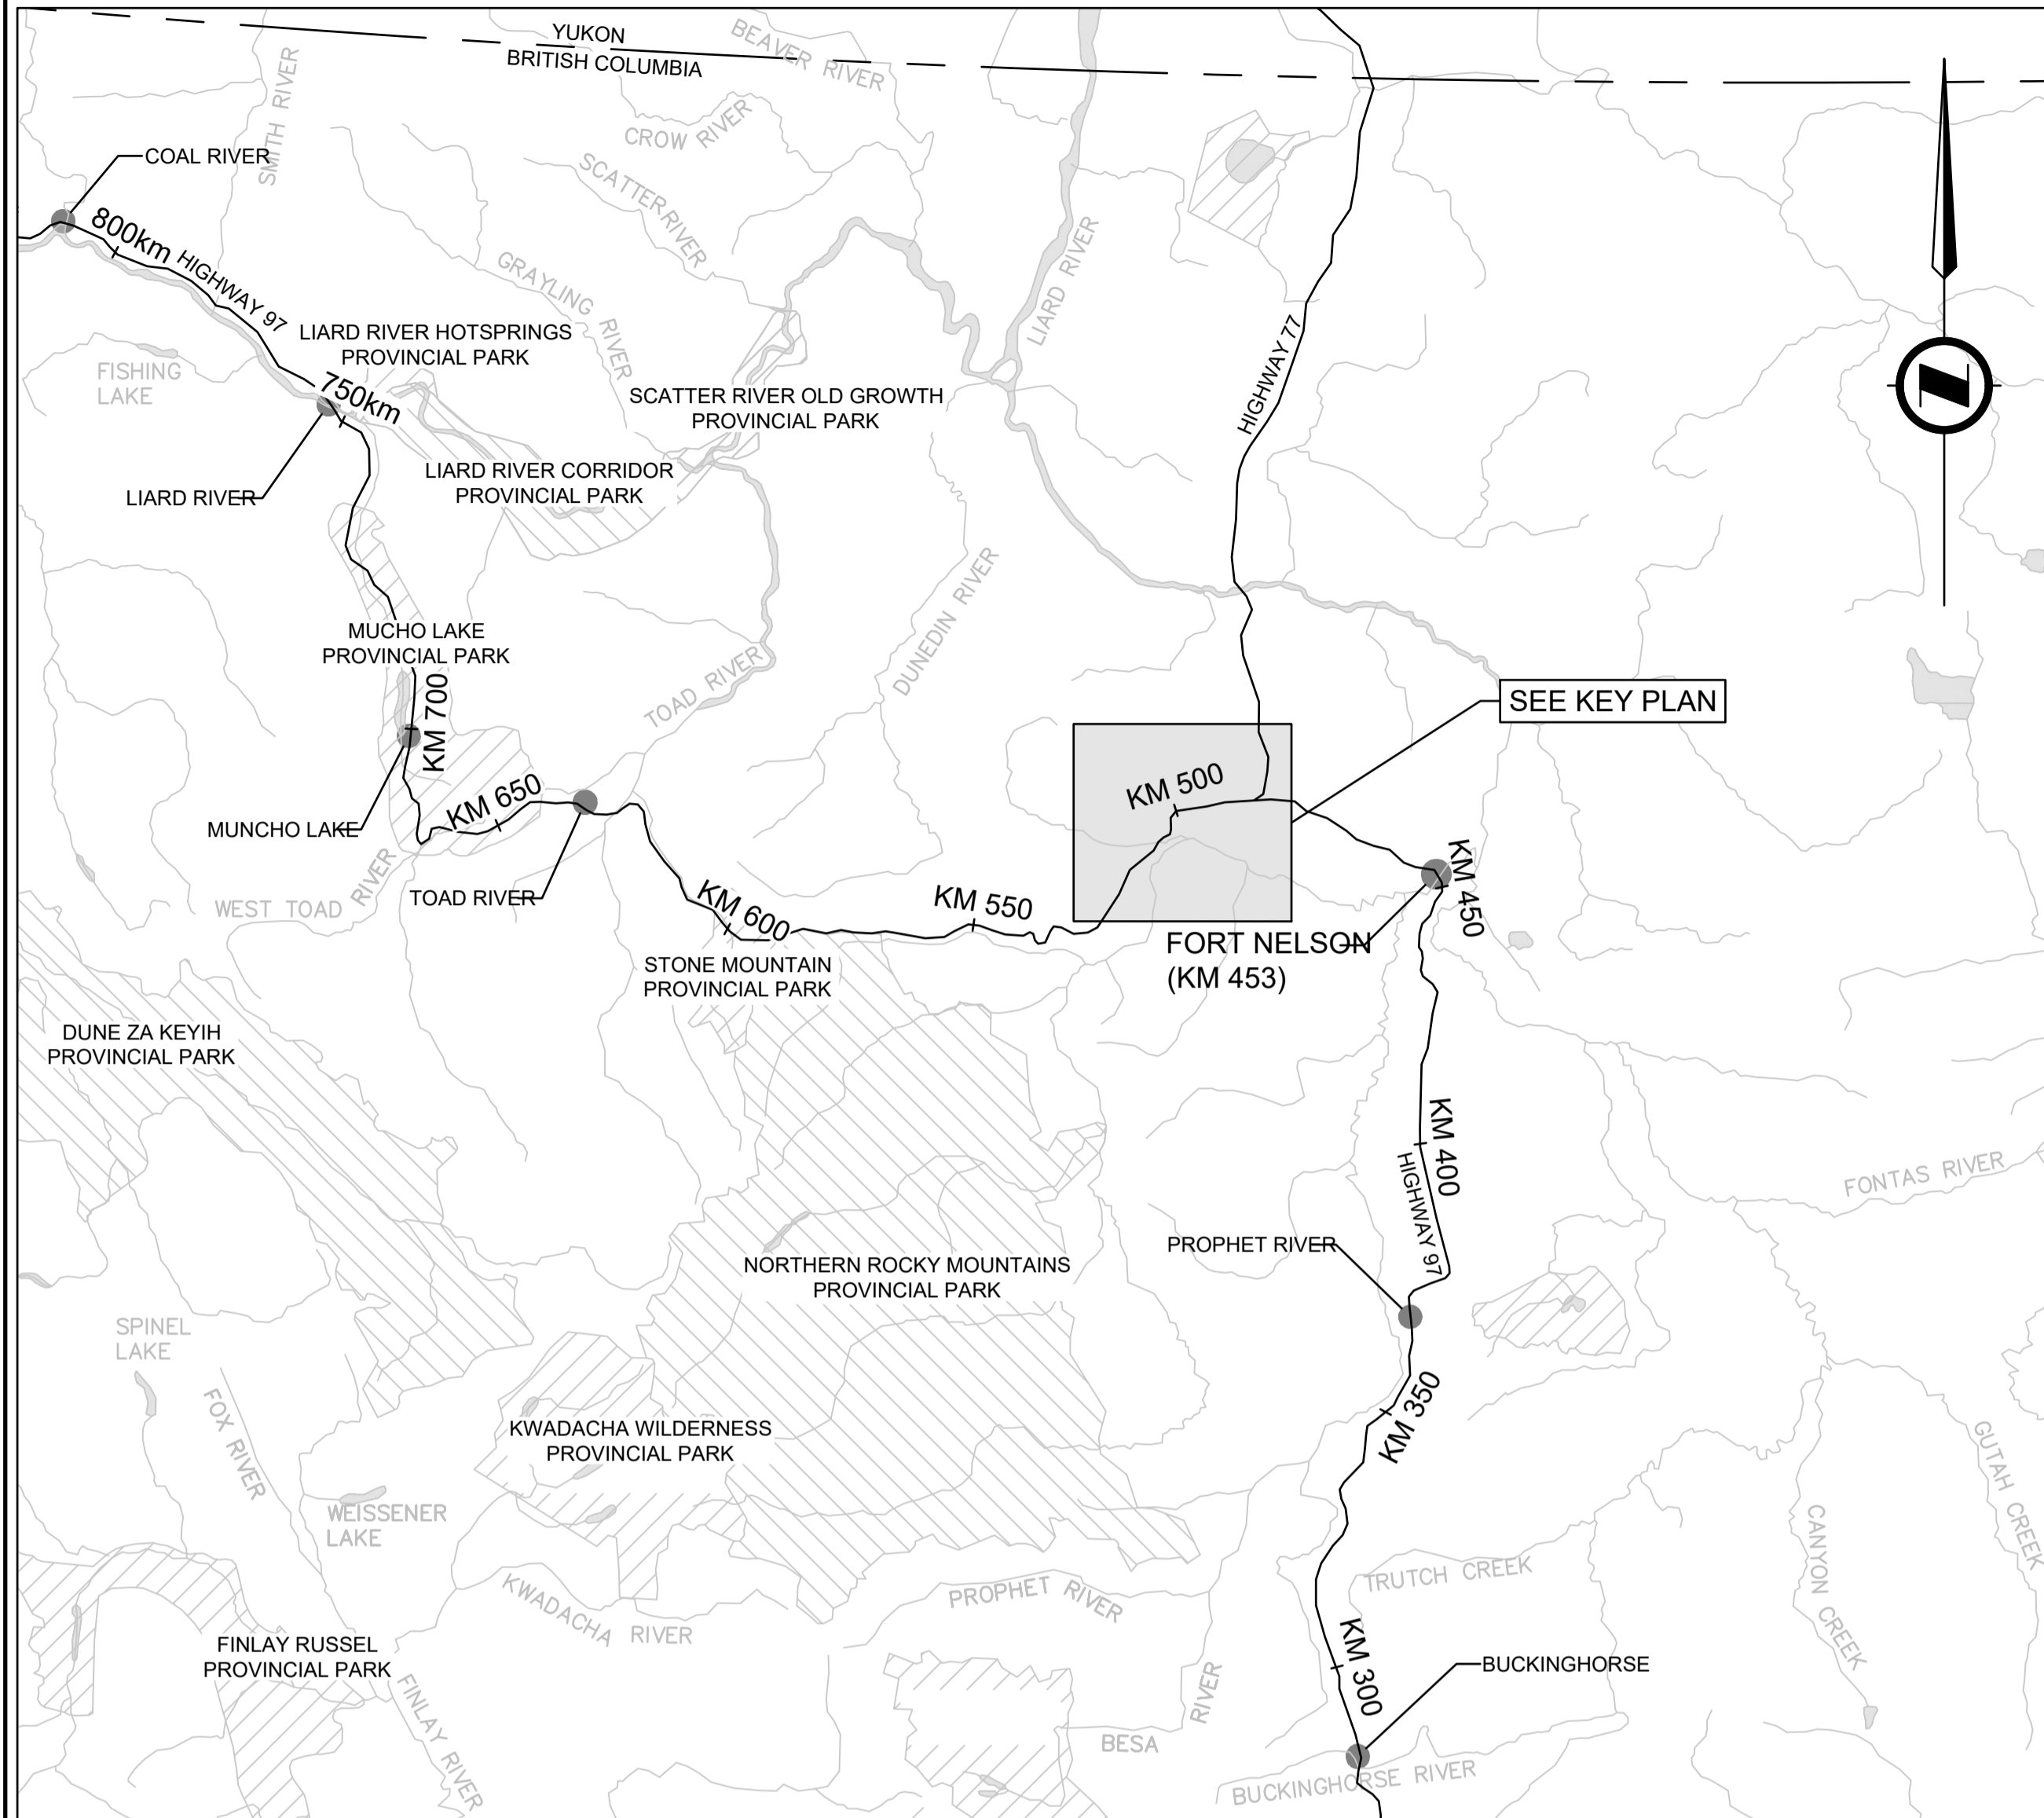 YUKON
BRITISH COLUMBIA
BEAVER RIVER
SMITH RIVER
CROW RIVER
COAL RIVER
SCATTER RIVER
800km
HIGHWAY 97
GRAYLING RIVER
LIARD RIVER
LIARD RIVER HOTSPRINGS
PROVINCIAL PARK
HIGHWAY 77
FISHING
LAKE
750km
SCATTER RIVER OLD GROWTH
PROVINCIAL PARK
LIARD RIVER CORRIDOR
PROVINCIAL PARK
LIARD RIVER
DUNEDIN RIVER
MUCHO LAKE
PROVINCIAL PARK
TOAD RIVER
SEE KEY PLAN
KM 700
KM 500
KM 650
MUNCHO LAKE
KM 450
WEST TOAD RIVER
TOAD RIVER
KM 600
KM 550
FORT NELSON
(KM 453)
STONE MOUNTAIN
PROVINCIAL PARK
DUNE ZA KEYIH
PROVINCIAL PARK
KM 400
HIGHWAY 97
FONTAS RIVER
PROPHET RIVER
NORTHERN ROCKY MOUNTAINS
PROVINCIAL PARK
SPINEL
LAKE
FOX RIVER
KM 350
KWADACHA WILDERNESS
PROVINCIAL PARK
GUTAH CREEK
WEISSENER
LAKE
CANYON CREEK
TRUTCH CREEK
KWADACHA RIVER
PROPHET RIVER
FINLAY RUSSEL
PROVINCIAL PARK
KM 300
BUCKINGHORSE
FINLAY RIVER
BESA RIVER
BUCKINGHORSE RIVER